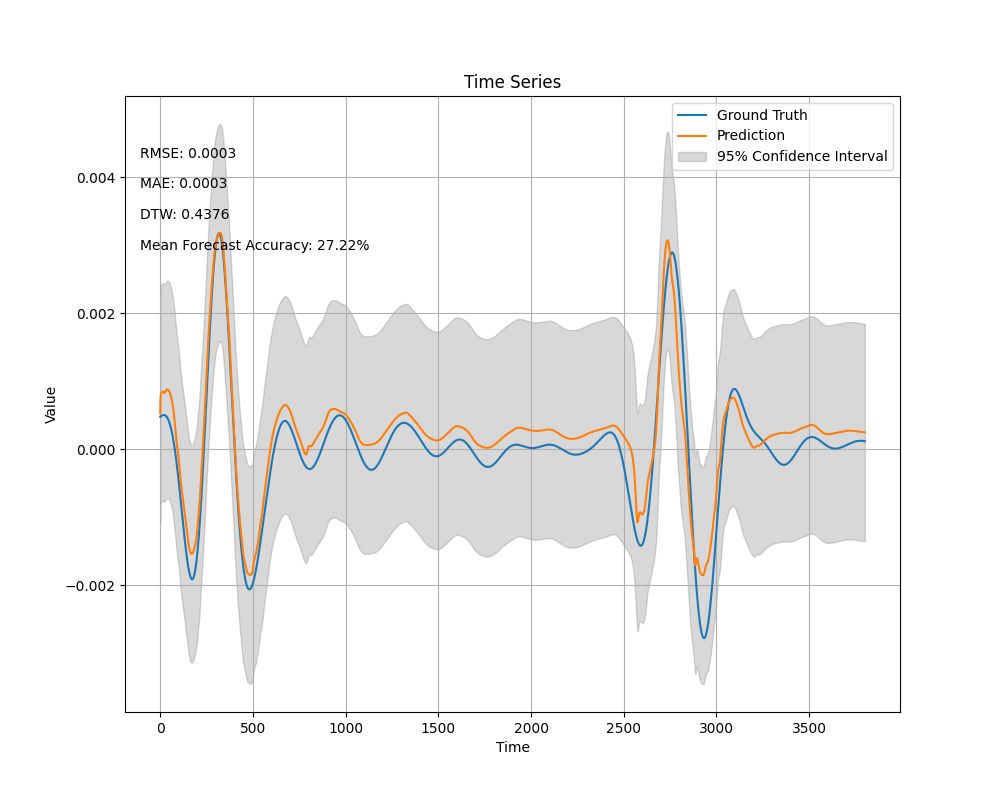 Time Series
Ground Truth
Prediction
95% Confidence Interval
RMSE: 0.0003
MAE: 0.0003
DTW: 0.4376
Mean Forecast Accuracy: 27.22%
0.004
0.002
0.000
−0.002
Value
0 500 1000 1500 2000 2500 3000 3500
Time